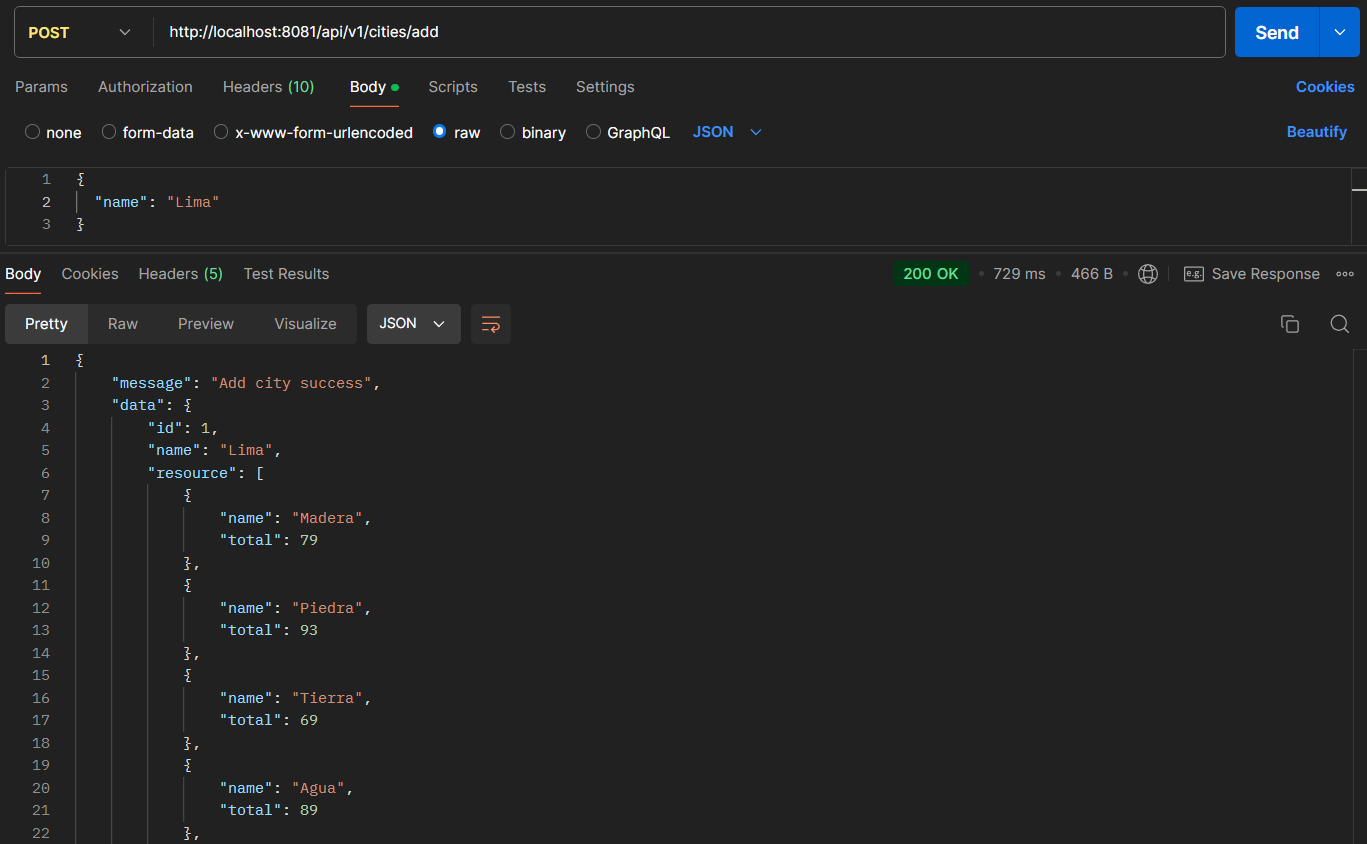 POST http://localhost:8081/api/v1/cities/add Send
Params Authorization Headers (10) Body Scripts Tests Settings Cookies
none form-data x-www-form-urlencoded raw binary GraphQL JSON Beautify
1 {
2 "name": "Lima"
3 }
Body Cookies Headers (5) Test Results 200 OK • 729 ms • 466 B • e.g. Save Response
Pretty Raw Preview Visualize JSON
1 {
2 "message": "Add city success",
3 "data": {
4 "id": 1,
5 "name": "Lima",
6 "resource": [
7 {
8 "name": "Madera",
9 "total": 79
10 },
11 {
12 "name": "Piedra",
13 "total": 93
14 },
15 {
16 "name": "Tierra",
17 "total": 69
18 },
19 {
20 "name": "Agua",
21 "total": 89
22 },